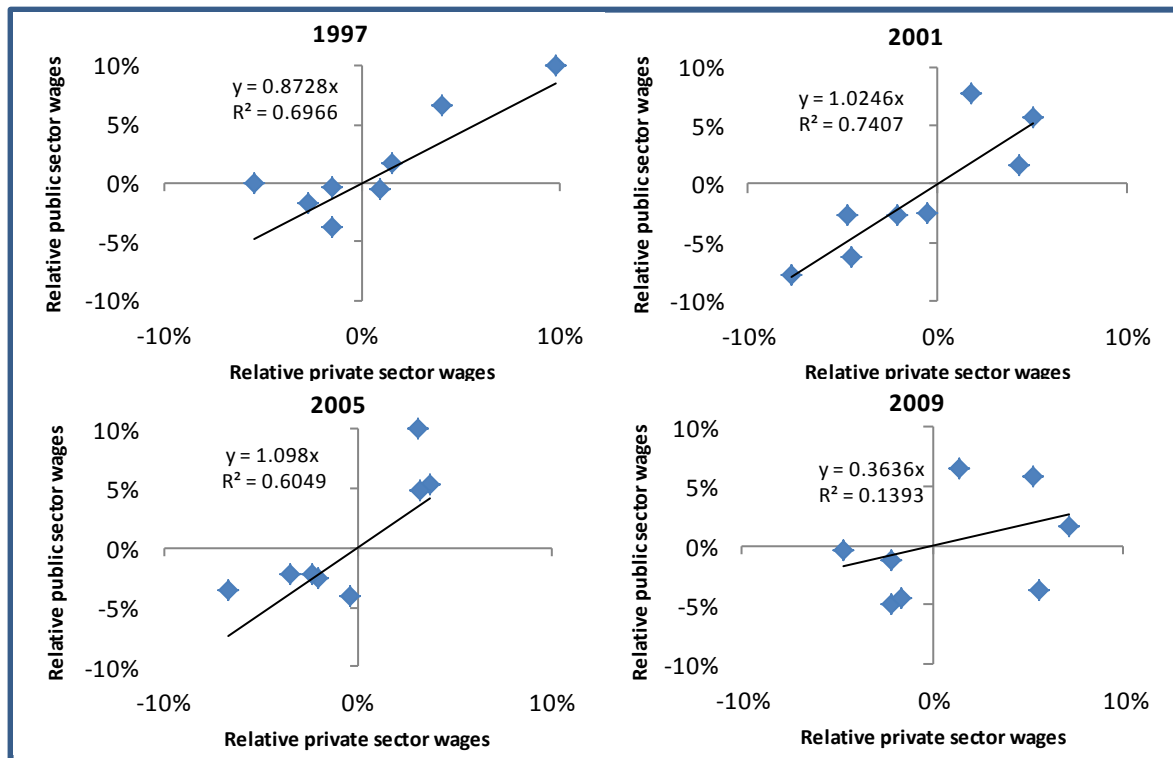 1997
Relative public sector wages
10%
5%
0%
-5%
-10%
y = 0.8728x
R² = 0.6966
-10%
0%
10%
Relative private sector wages
2001
Relative public sector wages
10%
5%
0%
-5%
-10%
y = 1.0246x
R² = 0.7407
-10%
0%
10%
Relative private sector wages
2005
Relative public sector wages
10%
5%
0%
-5%
-10%
y = 1.098x
R² = 0.6049
-10%
0%
10%
Relative private sector wages
2009
Relative public sector wages
10%
5%
0%
-5%
-10%
y = 0.3636x
R² = 0.1393
-10%
0%
10%
Relative private sector wages